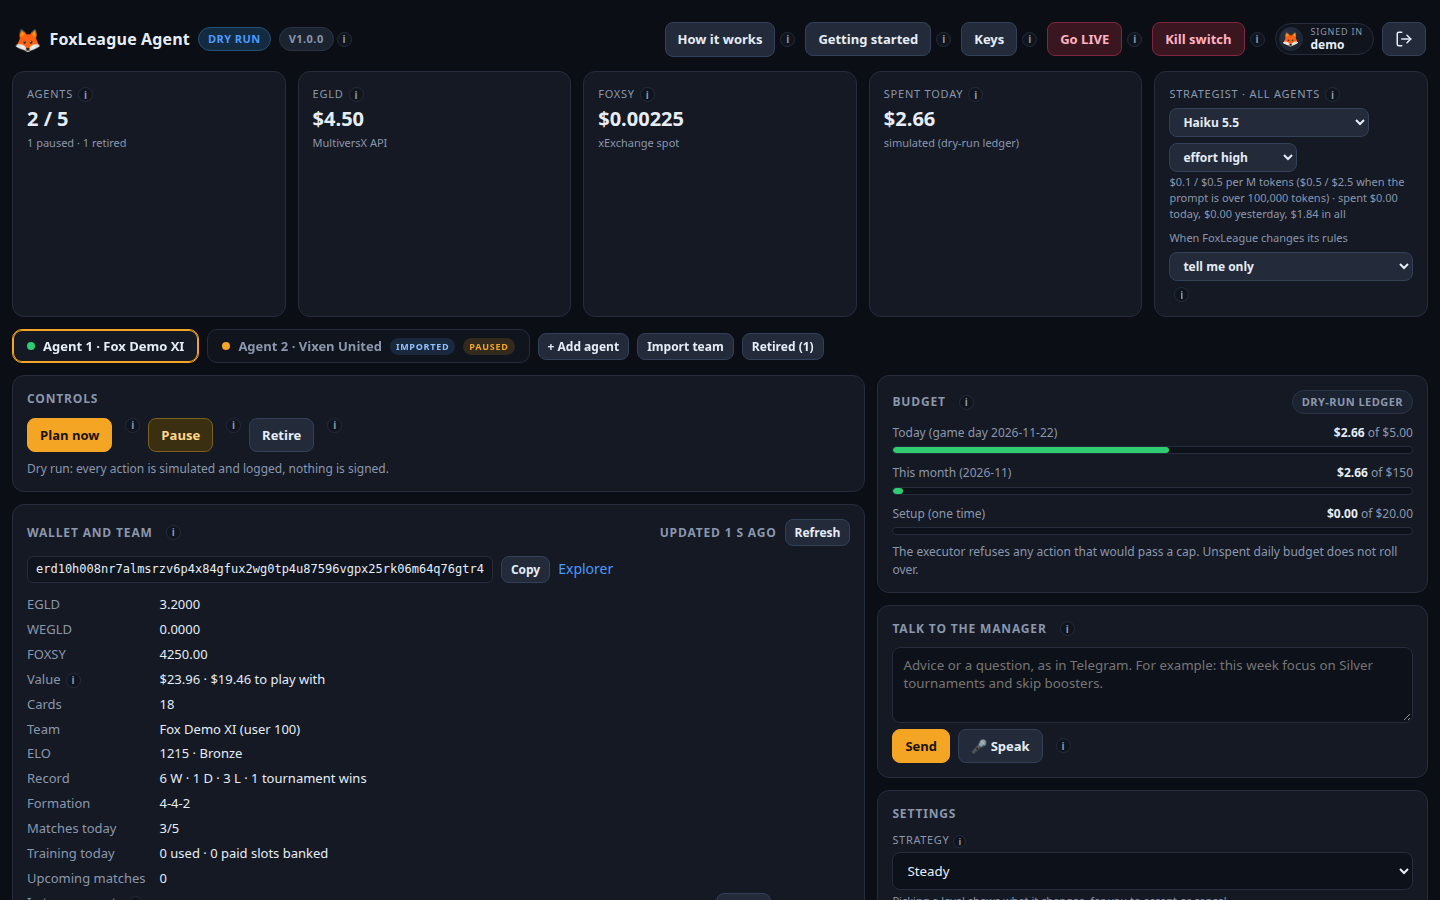 FoxLeague Agent DRY RUN V1.0.0 i
How it works i Getting started i Keys i Go LIVE i Kill switch i SIGNED IN demo
AGENTS i
2 / 5
1 paused · 1 retired
EGLD i
$4.50
MultiversX API
FOXSY i
$0.00225
xExchange spot
SPENT TODAY i
$2.66
simulated (dry-run ledger)
STRATEGIST · ALL AGENTS i
Haiku 5.5
effort high
$0.1 / $0.5 per M tokens ($0.5 / $2.5 when the
prompt is over 100,000 tokens) · spent $0.00
today, $0.00 yesterday, $1.84 in all
When FoxLeague changes its rules
tell me only
i
Agent 1 · Fox Demo XI Agent 2 · Vixen United IMPORTED PAUSED + Add agent Import team Retired (1)
CONTROLS
Plan now i Pause i Retire i
Dry run: every action is simulated and logged, nothing is signed.
WALLET AND TEAM i UPDATED 1 S AGO Refresh
erd10h008nr7almsrzv6p4x84gfux2wg0tp4u87596vgpx25rk06m64q76gtr4 Copy Explorer
EGLD 3.2000
WEGLD 0.0000
FOXSY 4250.00
Value i $23.96 · $19.46 to play with
Cards 18
Team Fox Demo XI (user 100)
ELO 1215 · Bronze
Record 6 W · 1 D · 3 L · 1 tournament wins
Formation 4-4-2
Matches today 3/5
Training today 0 used · 0 paid slots banked
Upcoming matches 0
BUDGET i DRY-RUN LEDGER
Today (game day 2026-11-22) $2.66 of $5.00
This month (2026-11) $2.66 of $150
Setup (one time) $0.00 of $20.00
The executor refuses any action that would pass a cap. Unspent daily budget does not roll
over.
TALK TO THE MANAGER i
Advice or a question, as in Telegram. For example: this week focus on Silver
tournaments and skip boosters.
Send Speak i
SETTINGS
STRATEGY i
Steady